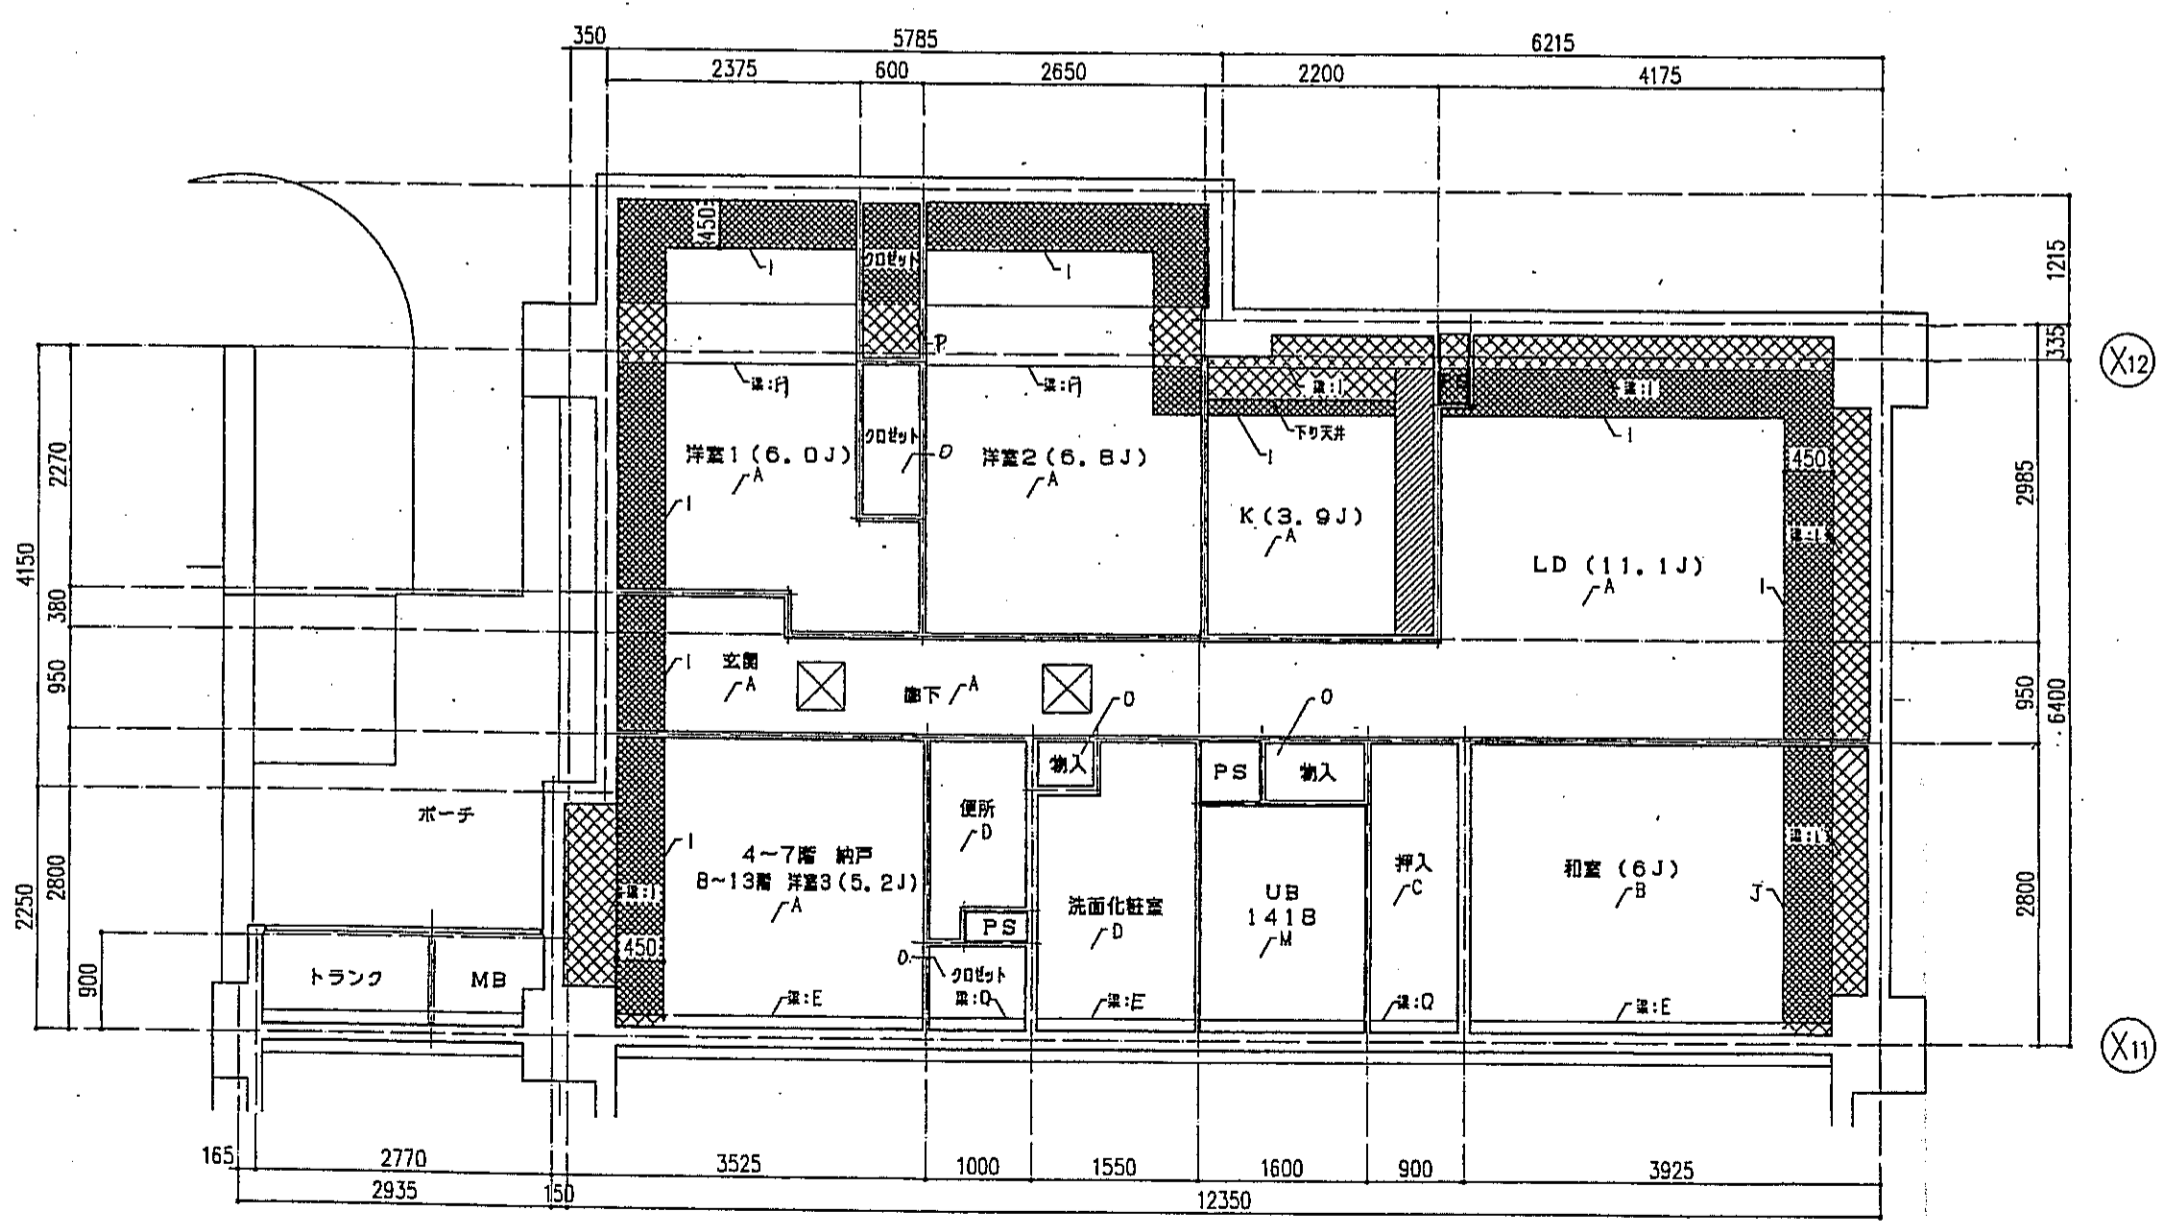 350 5785 6215
2375 600 2650 2200 4175
450
クロゼット
I I
1215
335
X12
P
梁:H 梁:H 梁:I 梁:I
下り天井
I I
クロゼット
O
洋室1(6.0J)
A
洋室2(6.8J)
A
450
2270
2985
I
K(3.9J)
A
梁:I
LD (11.1J)
A
I
4150
380
950
I
玄関
A
廊下 A
O O
950
6400
物入
PS
物入
ポーチ
便所
D
梁:I
I
4~7階 納戸
8~13階 洋室3(5.2J)
A
梁:I
押入
C
和室 (6J)
B
J
UB
1418
M
洗面化粧室
D
2250
2800
2800
PS
450
O
クロゼット
梁:Q
トランク
MB
900
梁:E 梁:E 梁:Q 梁:E
X11
165 2770 3525 1000 1550 1600 900 3925
2935 150 12350